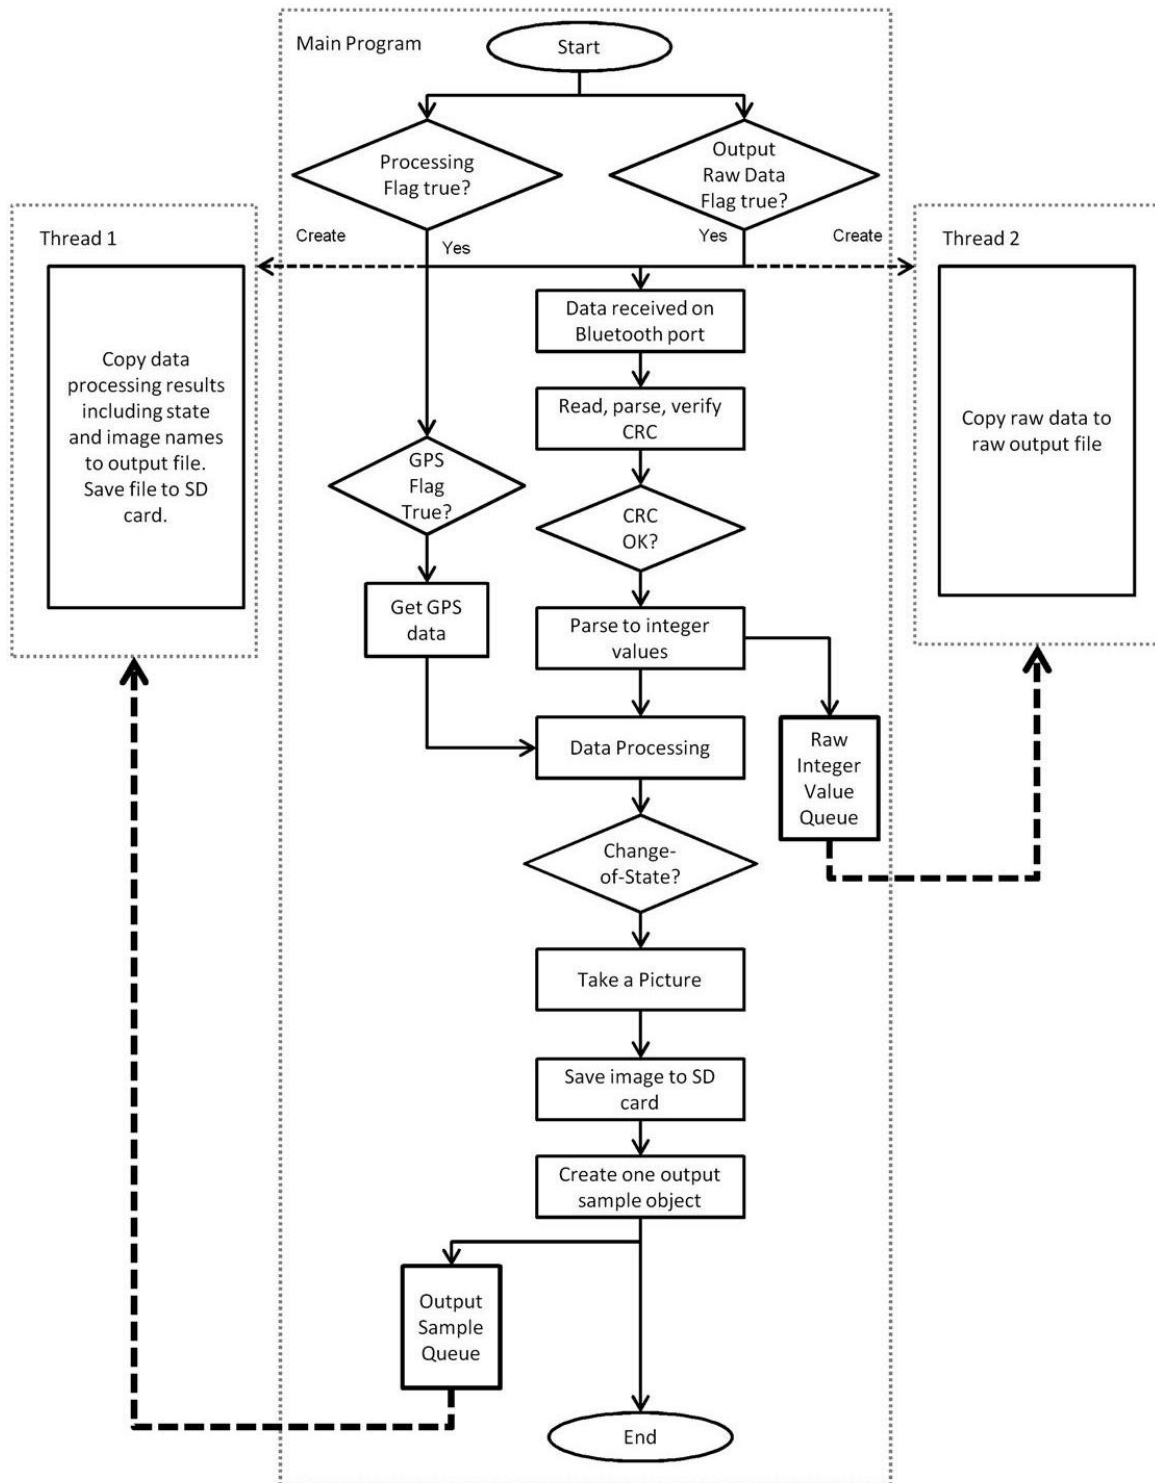 Main Program
Start
Processing
Flag true?
Output
Raw Data
Flag true?
Thread 1
Create
Yes
Yes
Create
Thread 2
Copy data
processing results
including state
and image names
to output file.
Save file to SD
card.
Data received on
Bluetooth port
Read, parse, verify
CRC
Copy raw data to
raw output file
GPS
Flag
True?
CRC
OK?
Get GPS
data
Parse to integer
values
Data Processing
Raw
Integer
Value
Queue
Change-
of-State?
Take a Picture
Save image to SD
card
Create one output
sample object
Output
Sample
Queue
End